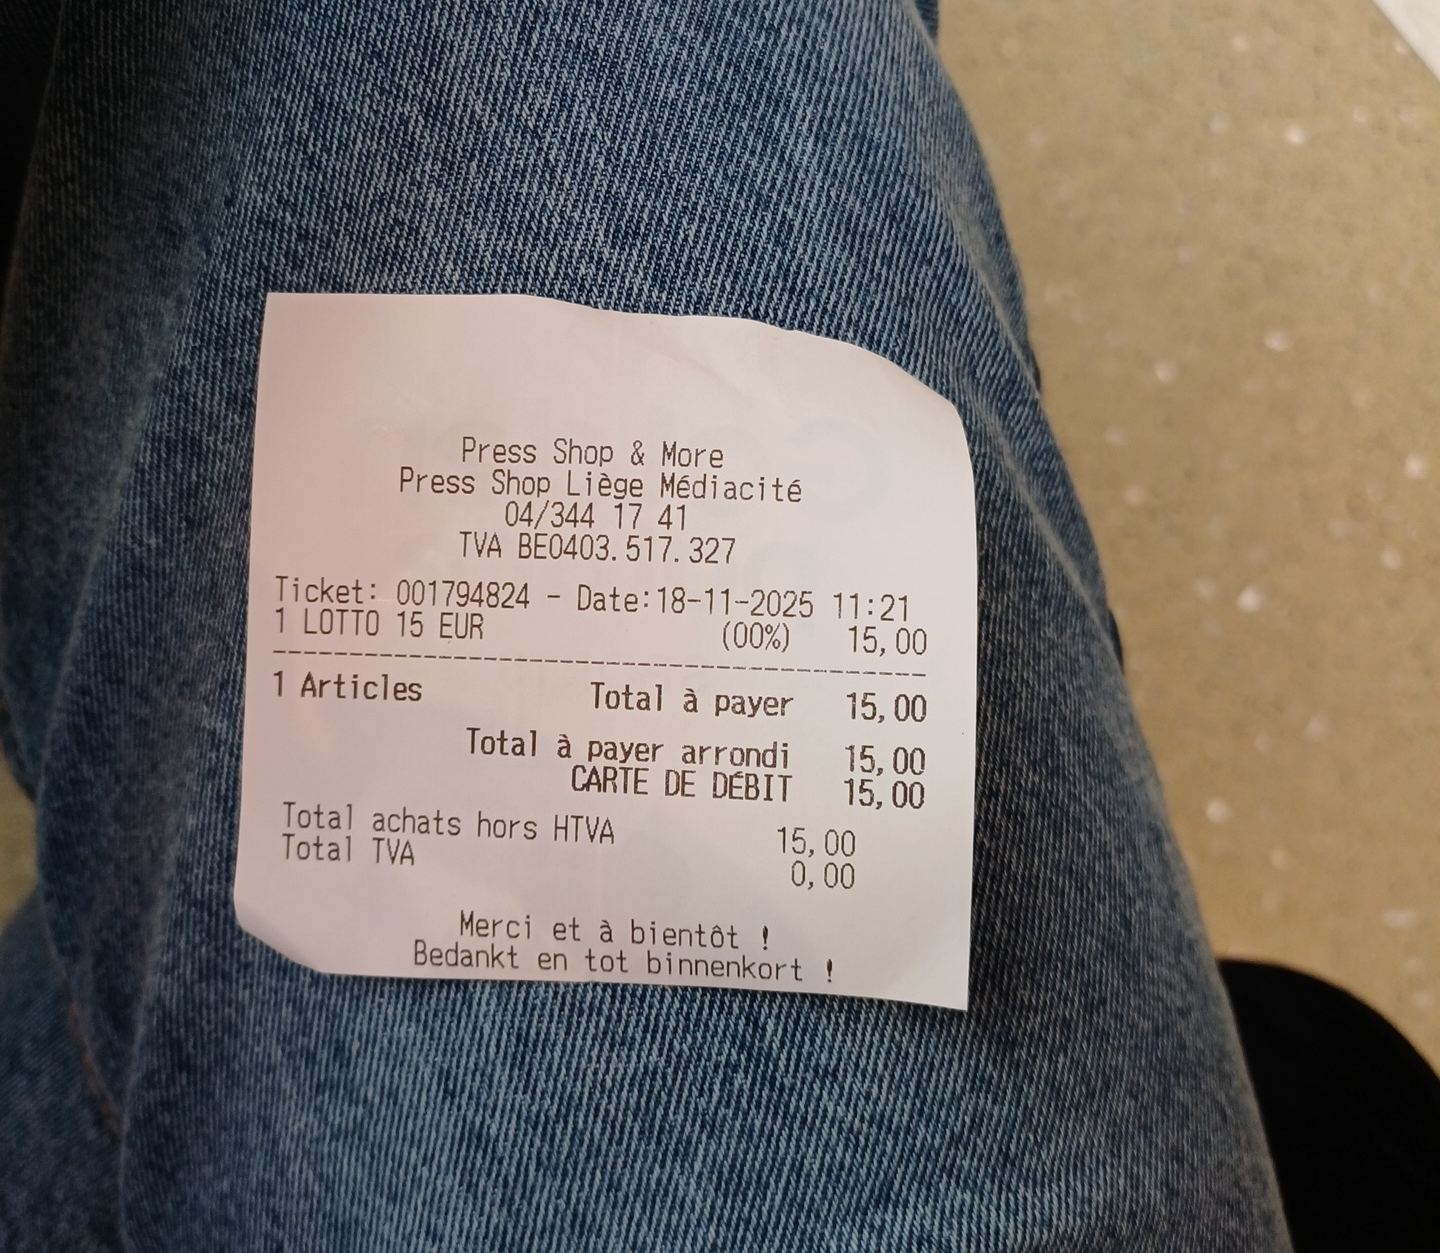 Press Shop & More
Press Shop Liège Médiacité
04/344 17 41
TVA BE0403.517.327
Ticket: 001794824 - Date:18-11-2025 11:21
1 LOTTO 15 EUR (00%) 15,00
1 Articles Total à payer 15,00
Total à payer arrondi 15,00
CARTE DE DÉBIT 15,00
Total achats hors HTVA 15,00
Total TVA 0,00
Merci et à bientôt !
Bedankt en tot binnenkort !